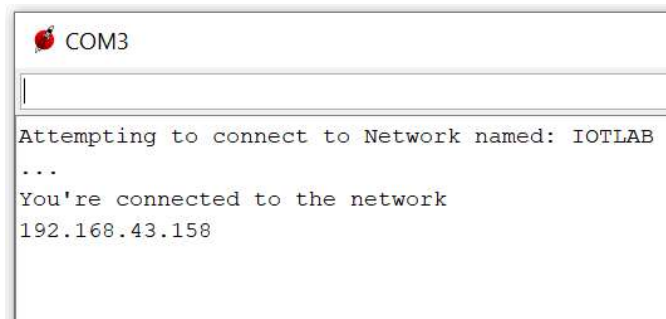 COM3
Attempting to connect to Network named: IOTLAB
...
You're connected to the network
192.168.43.158